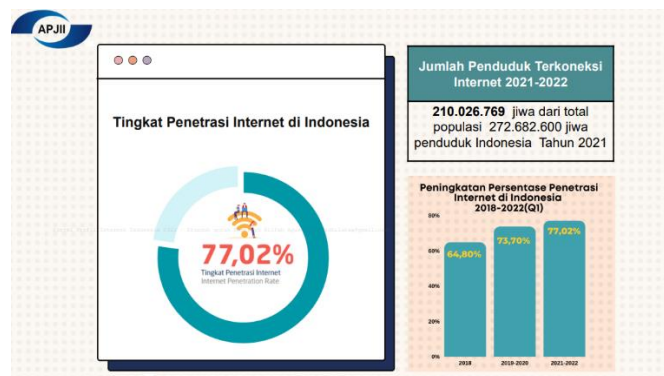 APJII
Tingkat Penetrasi Internet di Indonesia
77,02%
Tingkat Penetrasi Internet
Internet Penetration Rate
Jumlah Penduduk Terkoneksi
Internet 2021-2022
210.026.769 jiwa dari total
populasi 272.682.600 jiwa
penduduk Indonesia Tahun 2021
Peningkatan Persentase Penetrasi
Internet di Indonesia
2018-2022(Q1)
80%
60%
40%
20%
0%
64,80%
73,70%
77,02%
2018
2019-2020
2021-2022